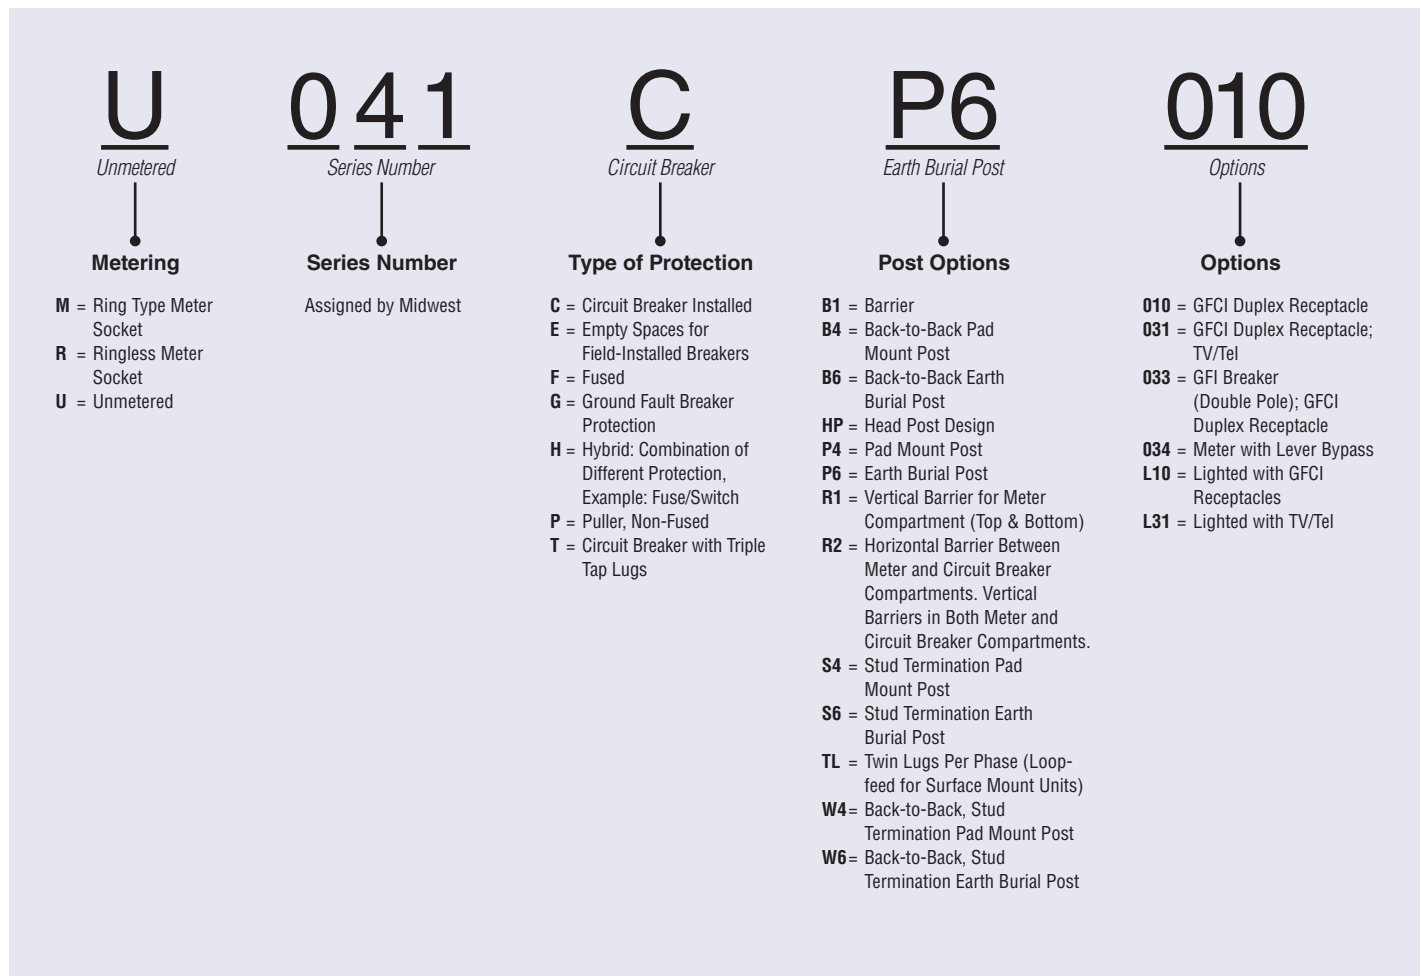 U
Unmetered
Metering
M = Ring Type Meter
Socket
R = Ringless Meter
Socket
U = Unmetered
0 4 1
Series Number
Series Number
Assigned by Midwest
C
Circuit Breaker
Type of Protection
C = Circuit Breaker Installed
E = Empty Spaces for
Field-Installed Breakers
F = Fused
G = Ground Fault Breaker
Protection
H = Hybrid: Combination of
Different Protection,
Example: Fuse/Switch
P = Puller, Non-Fused
T = Circuit Breaker with Triple
Tap Lugs
P6
Earth Burial Post
Post Options
B1 = Barrier
B4 = Back-to-Back Pad
Mount Post
B6 = Back-to-Back Earth
Burial Post
HP = Head Post Design
P4 = Pad Mount Post
P6 = Earth Burial Post
R1 = Vertical Barrier for Meter
Compartment (Top & Bottom)
R2 = Horizontal Barrier Between
Meter and Circuit Breaker
Compartments. Vertical
Barriers in Both Meter and
Circuit Breaker Compartments.
S4 = Stud Termination Pad
Mount Post
S6 = Stud Termination Earth
Burial Post
TL = Twin Lugs Per Phase (Loop-
feed for Surface Mount Units)
W4= Back-to-Back, Stud
Termination Pad Mount Post
W6= Back-to-Back, Stud
Termination Earth Burial Post
010
Options
Options
010 = GFCI Duplex Receptacle
031 = GFCI Duplex Receptacle;
TV/Tel
033 = GFI Breaker
(Double Pole); GFCI
Duplex Receptacle
034 = Meter with Lever Bypass
L10 = Lighted with GFCI
Receptacles
L31 = Lighted with TV/Tel